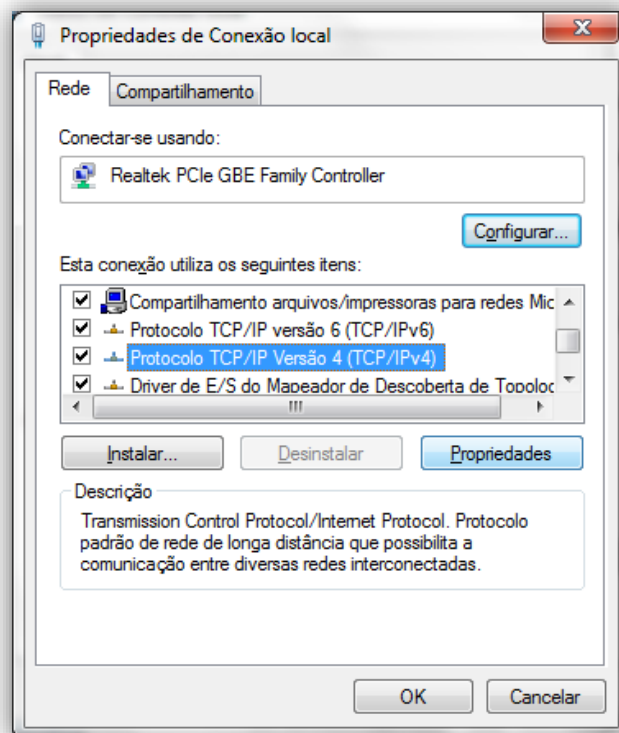 Propriedades de Conexão local
Rede
Compartilhamento
Conectar-se usando:
Realtek PCIe GBE Family Controller
Configurar...
Esta conexão utiliza os seguintes itens:
Compartilhamento arquivos/impressoras para redes Mic
Protocolo TCP/IP versão 6 (TCP/IPv6)
Protocolo TCP/IP Versão 4 (TCP/IPv4)
Driver de E/S do Mapeador de Descoberta de Topoloc
Instalar...
Desinstalar
Propriedades
Descrição
Transmission Control Protocol/Internet Protocol. Protocolo
padrão de rede de longa distância que possibilita a
comunicação entre diversas redes interconectadas.
OK
Cancelar